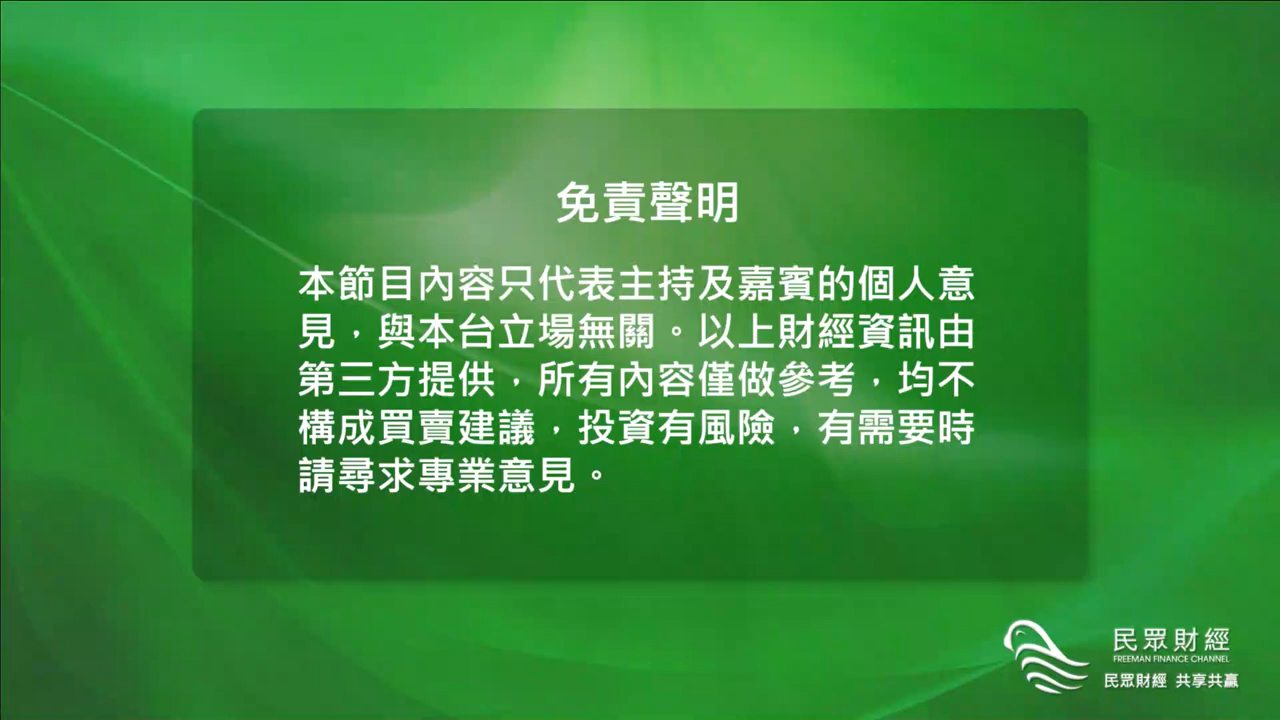 免責聲明
本節目內容只代表主持及嘉賓的個人意
見，與本台立場無關。以上財經資訊由
第三方提供，所有內容僅做參考，均不
構成買賣建議，投資有風險，有需要時
請尋求專業意見。
民眾財經
FREEMAN FINANCE CHANNEL
民眾財經 共享共贏